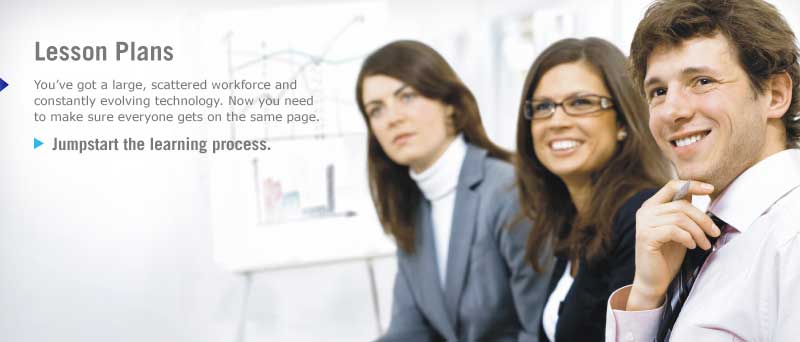 Lesson Plans
You've got a large, scattered workforce and
constantly evolving technology. Now you need
to make sure everyone gets on the same page.
Jumpstart the learning process.